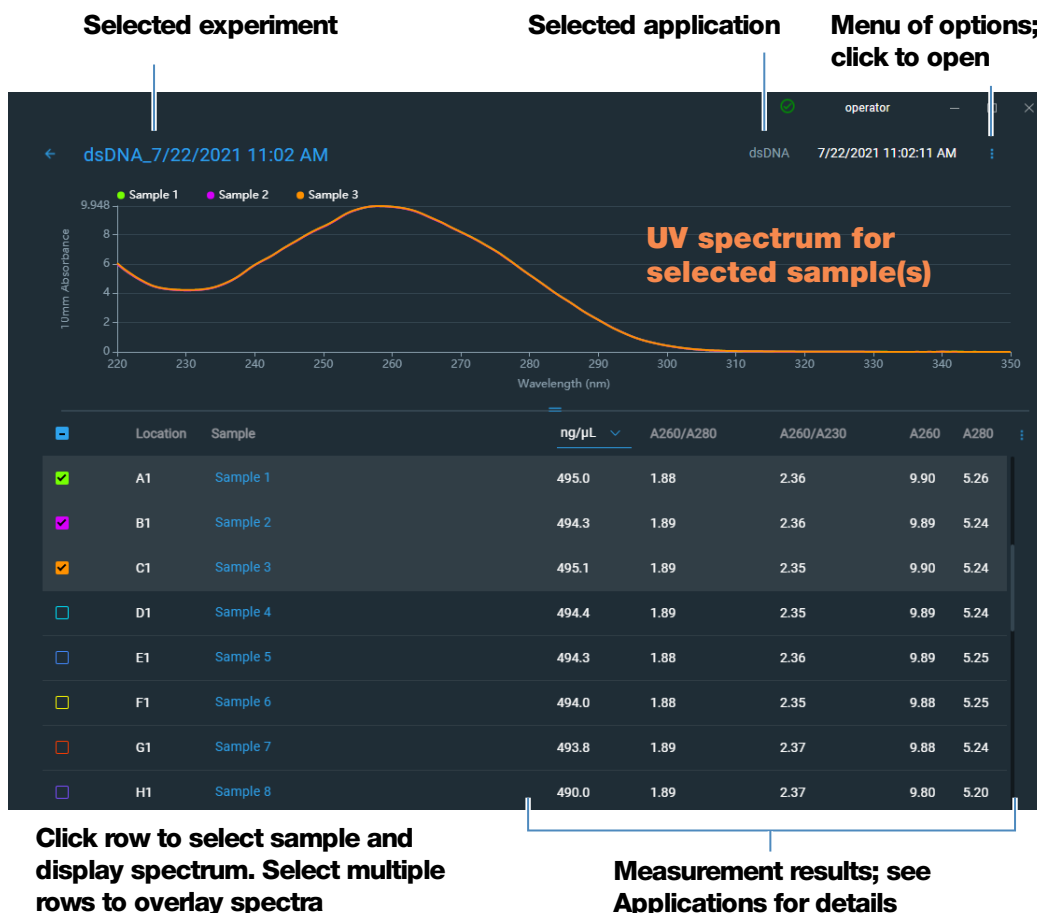 Selected experiment
Selected application
Menu of options;
click to open
operator
dsDNA_7/22/2021 11:02 AM
dsDNA
7/22/2021 11:02:11 AM
Sample 1
Sample 2
Sample 3
UV spectrum for
selected sample(s)
10mm Absorbance
9.948
8
6
4
2
0
220 230 240 250 260 270 280 290 300 310 320 330 340 350
Wavelength (nm)
Location Sample ng/µL A260/A280 A260/A230 A260 A280
A1 Sample 1 495.0 1.88 2.36 9.90 5.26
B1 Sample 2 494.3 1.89 2.36 9.89 5.24
C1 Sample 3 495.1 1.89 2.35 9.90 5.24
D1 Sample 4 494.4 1.89 2.35 9.89 5.24
E1 Sample 5 494.3 1.88 2.36 9.89 5.25
F1 Sample 6 494.0 1.88 2.35 9.88 5.25
G1 Sample 7 493.8 1.89 2.37 9.88 5.24
H1 Sample 8 490.0 1.89 2.37 9.80 5.20
Click row to select sample and
display spectrum. Select multiple
rows to overlay spectra
Measurement results; see
Applications for details